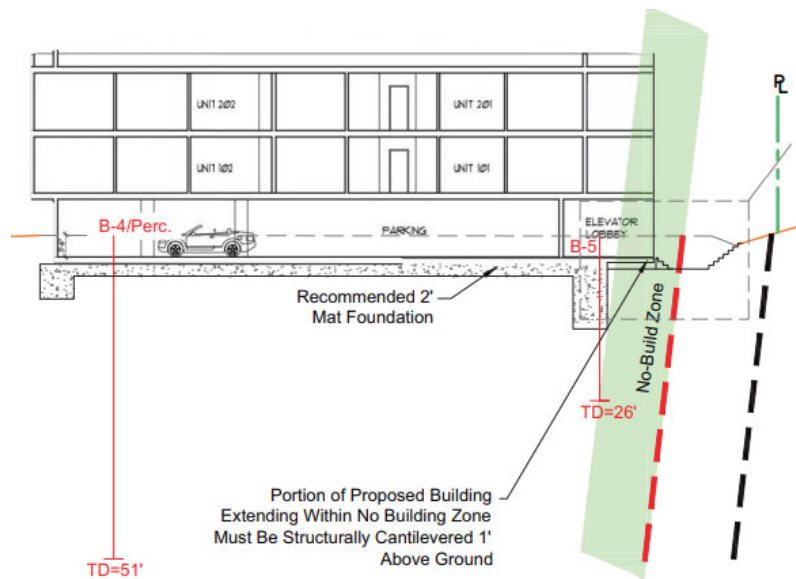 PL
UNIT 202
UNIT 201
UNIT 102
UNIT 101
B-4/Perc.
PARKING
ELEVATOR
LOBBY
B-5
Recommended 2'
Mat Foundation
No-Build Zone
TD=26'
Portion of Proposed Building
Extending Within No Building Zone
Must Be Structurally Cantilevered 1'
Above Ground
TD=51'